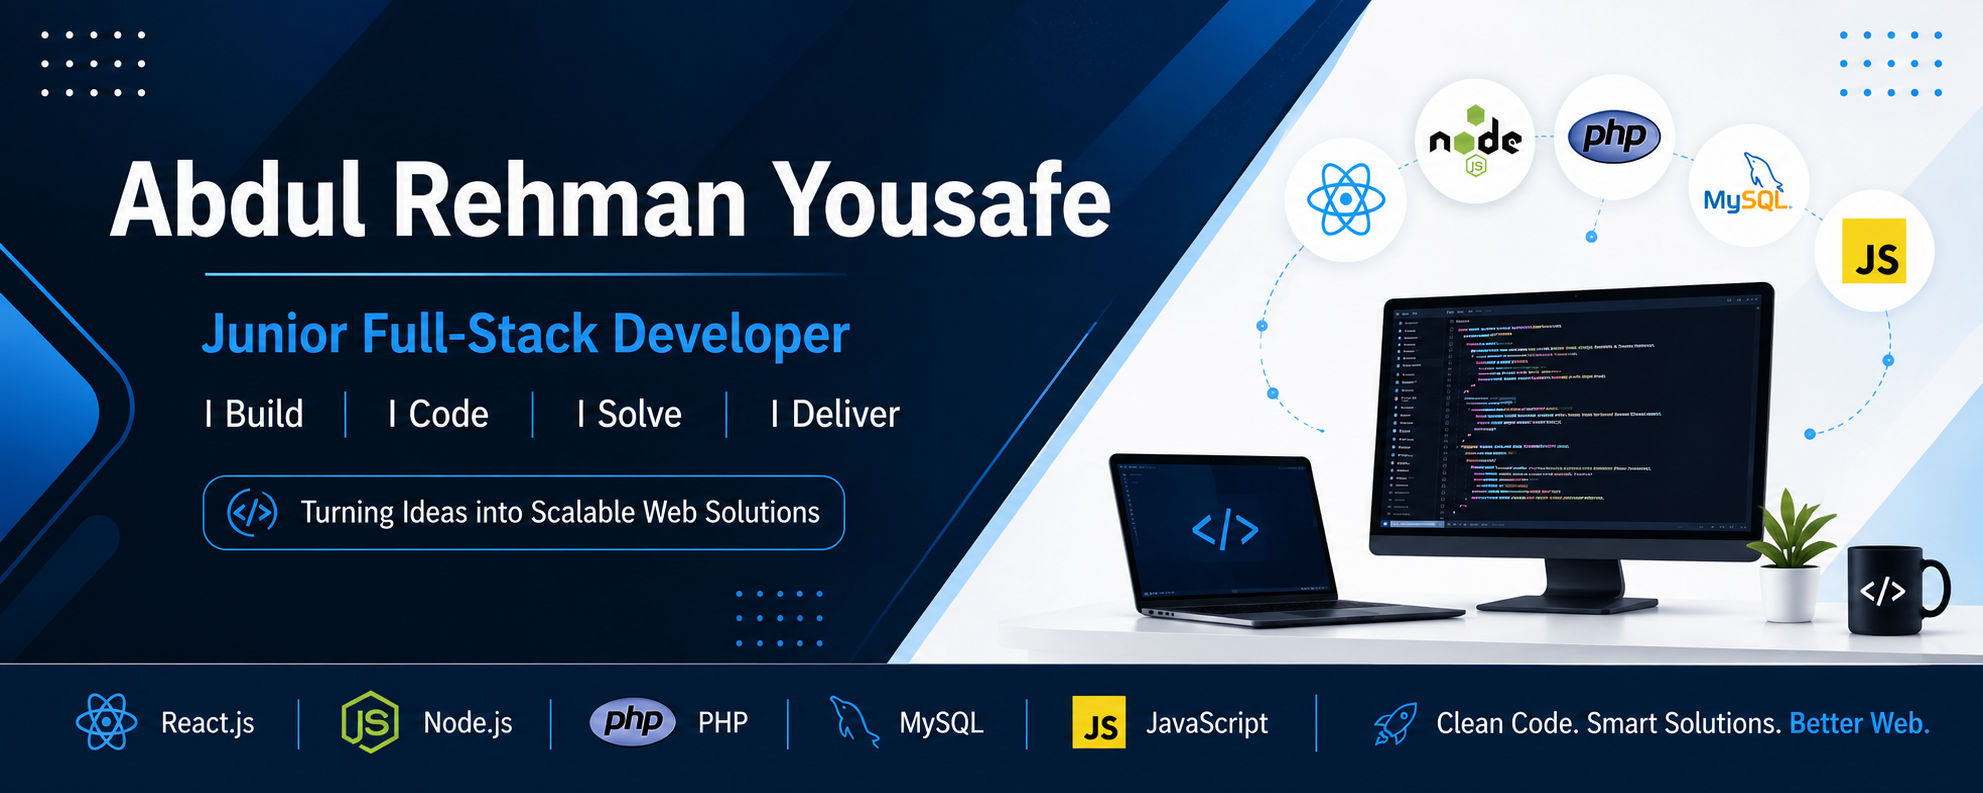 Abdul Rehman Yousafe
Junior Full-Stack Developer
I Build
I Code
I Solve
I Deliver
</> Turning Ideas into Scalable Web Solutions
node
JS
php
MySQL
JS
</>
</>
React.js
JS Node.js
php PHP
MySQL
JS JavaScript
Clean Code. Smart Solutions. Better Web.